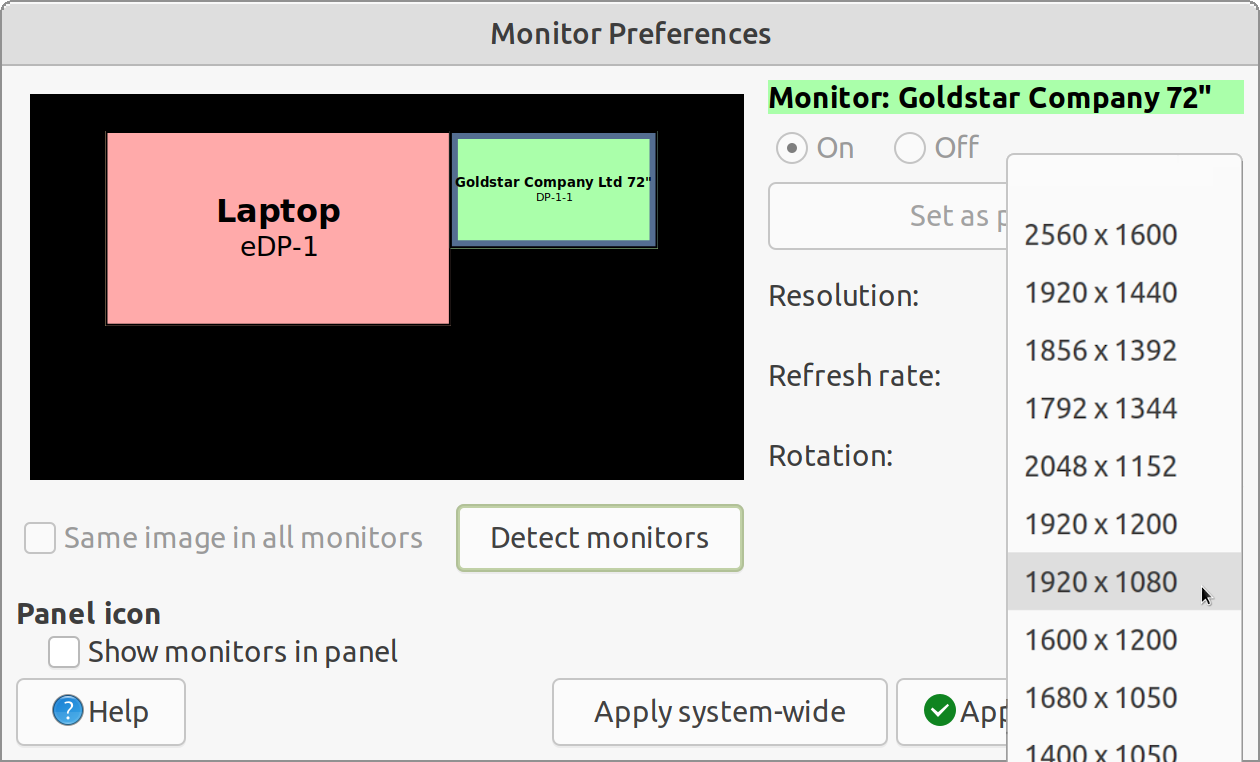 Monitor Preferences
Laptop
eDP-1
Goldstar Company Ltd 72"
DP-1-1
Same image in all monitors
Detect monitors
Panel icon
Show monitors in panel
Help
Apply system-wide
Monitor: Goldstar Company 72"
On
Off
Set as
Resolution:
Refresh rate:
Rotation:
2560 x 1600
1920 x 1440
1856 x 1392
1792 x 1344
2048 x 1152
1920 x 1200
1920 x 1080
1600 x 1200
1680 x 1050
1400 x 1050